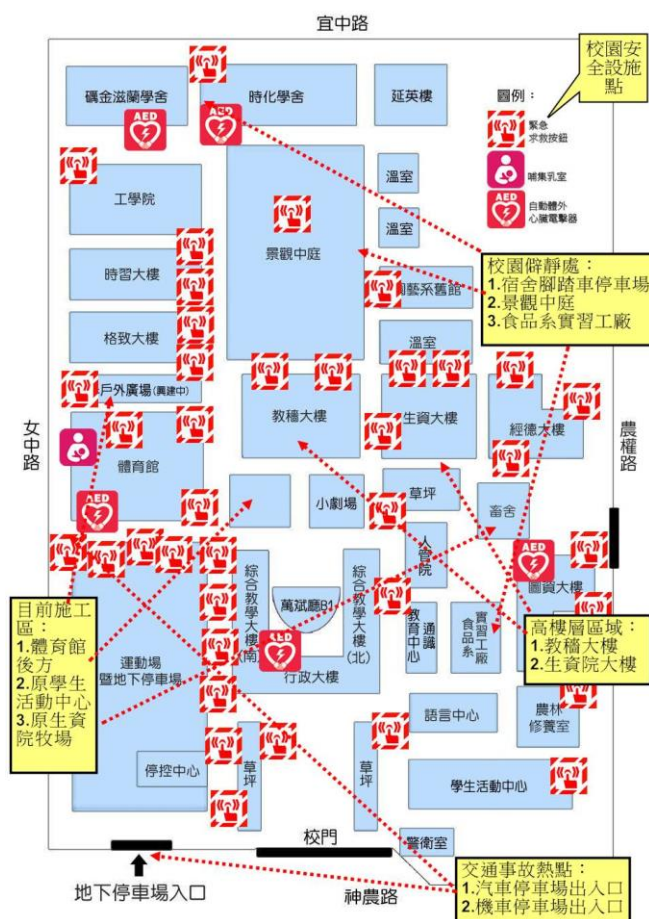 宜中路
校園安
全設施
點
礪金滋蘭學舍
時化學舍
延英樓
圖例：
緊急
求救按鈕
哺集乳室
自動體外
心臟電擊器
AED
AED
工學院
溫室
溫室
景觀中庭
時習大樓
園藝系舊館
校園僻靜處：
1.宿舍腳踏車停車場
2.景觀中庭
3.食品系實習工廠
格致大樓
溫室
戶外廣場(興建中)
教穡大樓
生資大樓
經德大樓
女中路
農權路
體育館
AED
小劇場
草坪
畜舍
人管院
AED
圖資大樓
目前施工
區：
1.體育館
後方
2.原學生
活動中心
3.原生資
院牧場
運動場
暨地下停車場
綜合教學大樓(南)
萬斌廳B1
綜合教學大樓(北)
AED
行政大樓
通識
教育中心
食品系
實習工廠
高樓層區域：
1.教穡大樓
2.生資院大樓
語言中心
農林
修養室
停控中心
草坪
草坪
學生活動中心
校門
警衛室
地下停車場入口
神農路
交通事故熱點：
1.汽車停車場出入口
2.機車停車場出入口